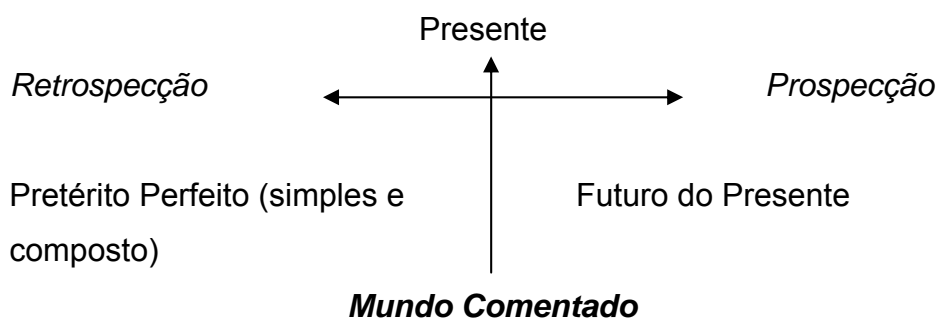 Presente
Retrospecção Prospecção
Pretérito Perfeito (simples e Futuro do Presente
composto)
Mundo Comentado